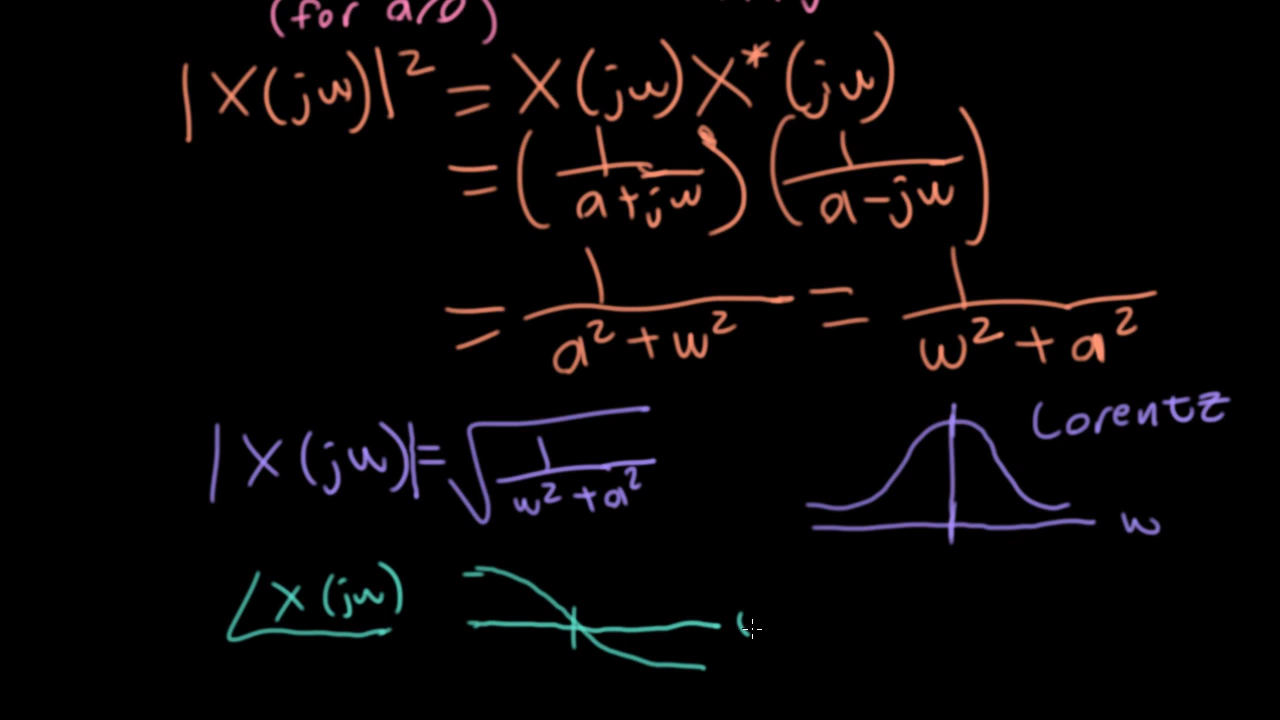 (for a>0)
|X(jw)|² = X(jw)X*(jw)
= (1/(a+jw)) (1/(a-jw))
= 1/(a²+w²) = 1/(w²+a²)
|X(jw)| = √(1/(w²+a²))
Lorentz
w
∠X(jw)